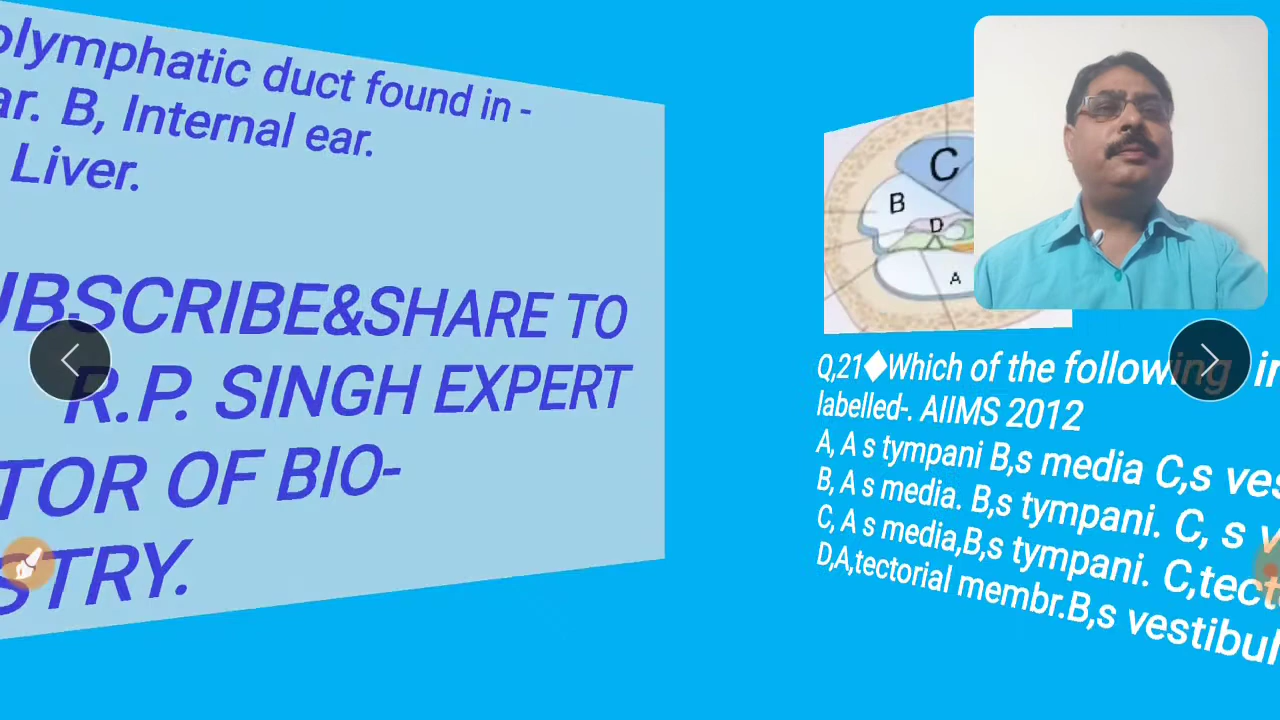 olymphatic duct found in -
ar. B, Internal ear.
Liver.
UBSCRIBE&SHARE TO
R.P. SINGH EXPERT
TOR OF BIO-
STRY.
C
B
D
A
Q,21◆Which of the following in
labelled-. AIIMS 2012
A, A s tympani B,s media C,s ves
B, A s media. B,s tympani. C, s v
C, A s media,B,s tympani. C,tect
D,A,tectorial membr.B,s vestibul